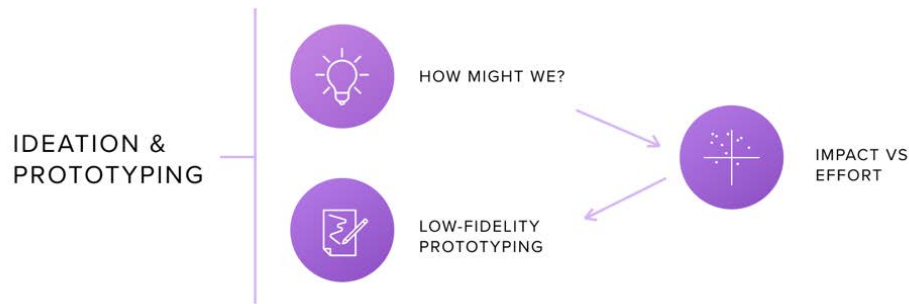 IDEATION &
PROTOTYPING
HOW MIGHT WE?
LOW-FIDELITY
PROTOTYPING
IMPACT VS
EFFORT